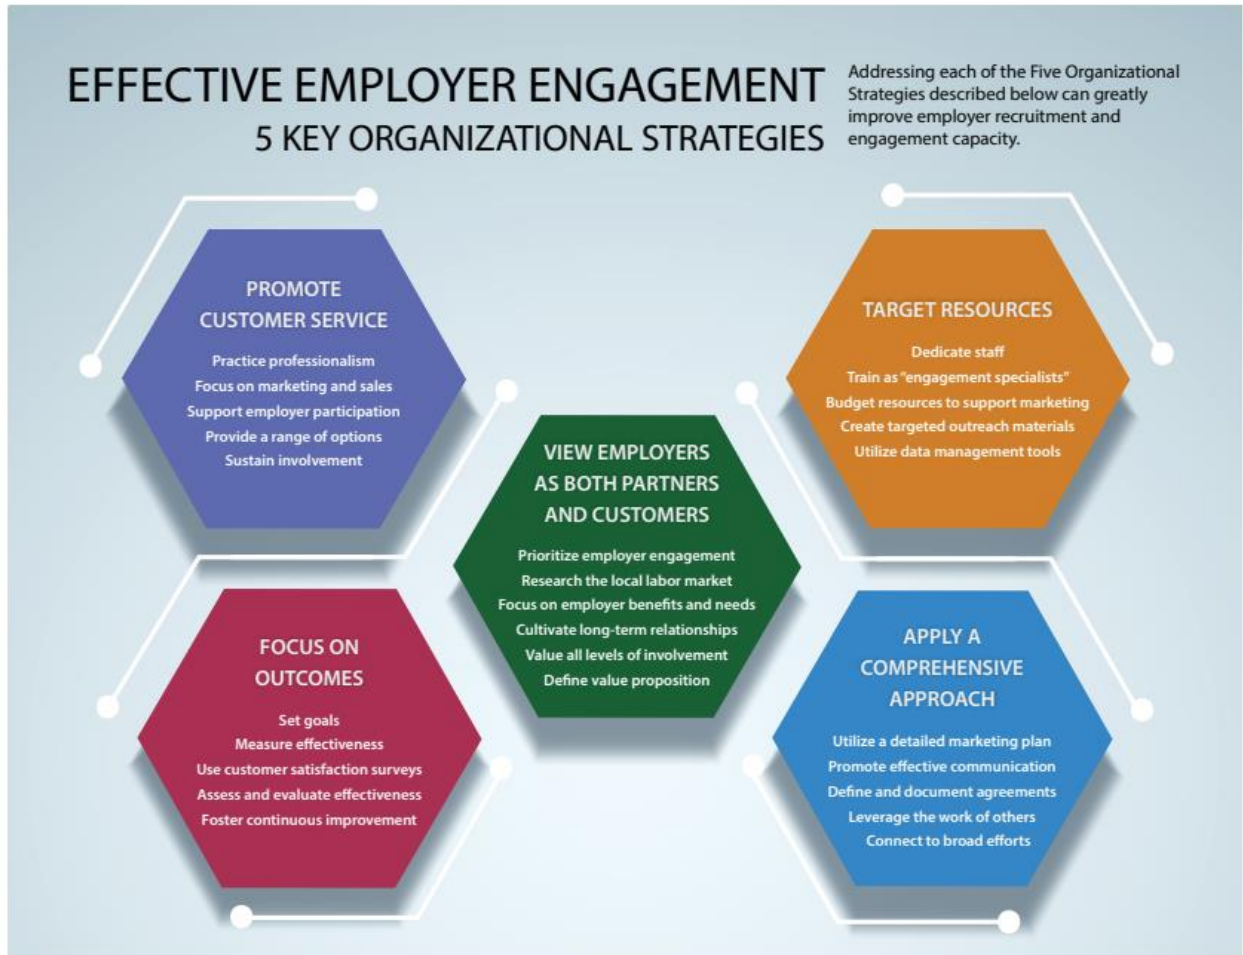 EFFECTIVE EMPLOYER ENGAGEMENT
5 KEY ORGANIZATIONAL STRATEGIES
Addressing each of the Five Organizational
Strategies described below can greatly
improve employer recruitment and
engagement capacity.
PROMOTE
CUSTOMER SERVICE
Practice professionalism
Focus on marketing and sales
Support employer participation
Provide a range of options
Sustain involvement
TARGET RESOURCES
Dedicate staff
Train as “engagement specialists”
Budget resources to support marketing
Create targeted outreach materials
Utilize data management tools
VIEW EMPLOYERS
AS BOTH PARTNERS
AND CUSTOMERS
Prioritize employer engagement
Research the local labor market
Focus on employer benefits and needs
Cultivate long-term relationships
Value all levels of involvement
Define value proposition
FOCUS ON
OUTCOMES
Set goals
Measure effectiveness
Use customer satisfaction surveys
Assess and evaluate effectiveness
Foster continuous improvement
APPLY A
COMPREHENSIVE
APPROACH
Utilize a detailed marketing plan
Promote effective communication
Define and document agreements
Leverage the work of others
Connect to broad efforts